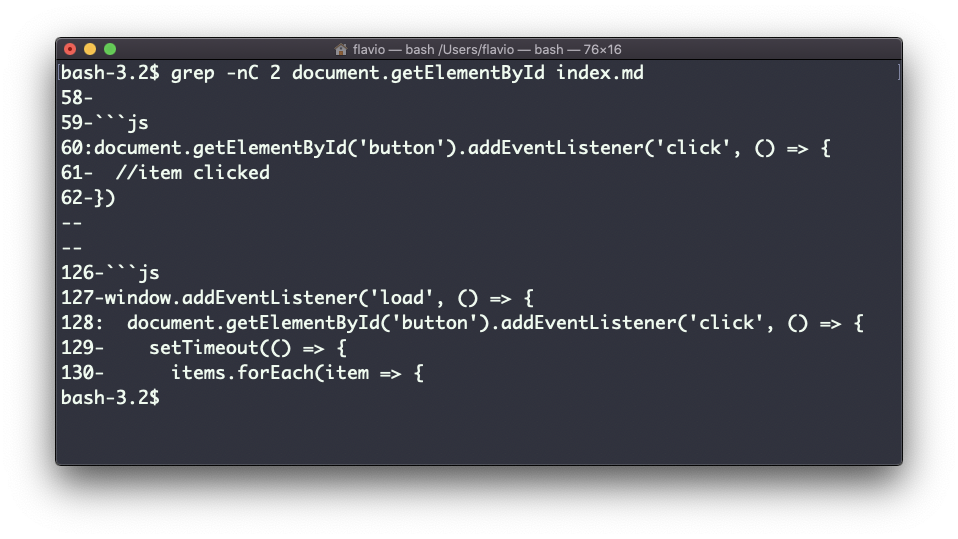 flavio — bash /Users/flavio — bash — 76×16
bash-3.2$ grep -nC 2 document.getElementById index.md
58-
59-```js
60:document.getElementById('button').addEventListener('click', () => {
61-  //item clicked
62-})
--
--
126-```js
127-window.addEventListener('load', () => {
128:  document.getElementById('button').addEventListener('click', () => {
129-    setTimeout(() => {
130-      items.forEach(item => {
bash-3.2$